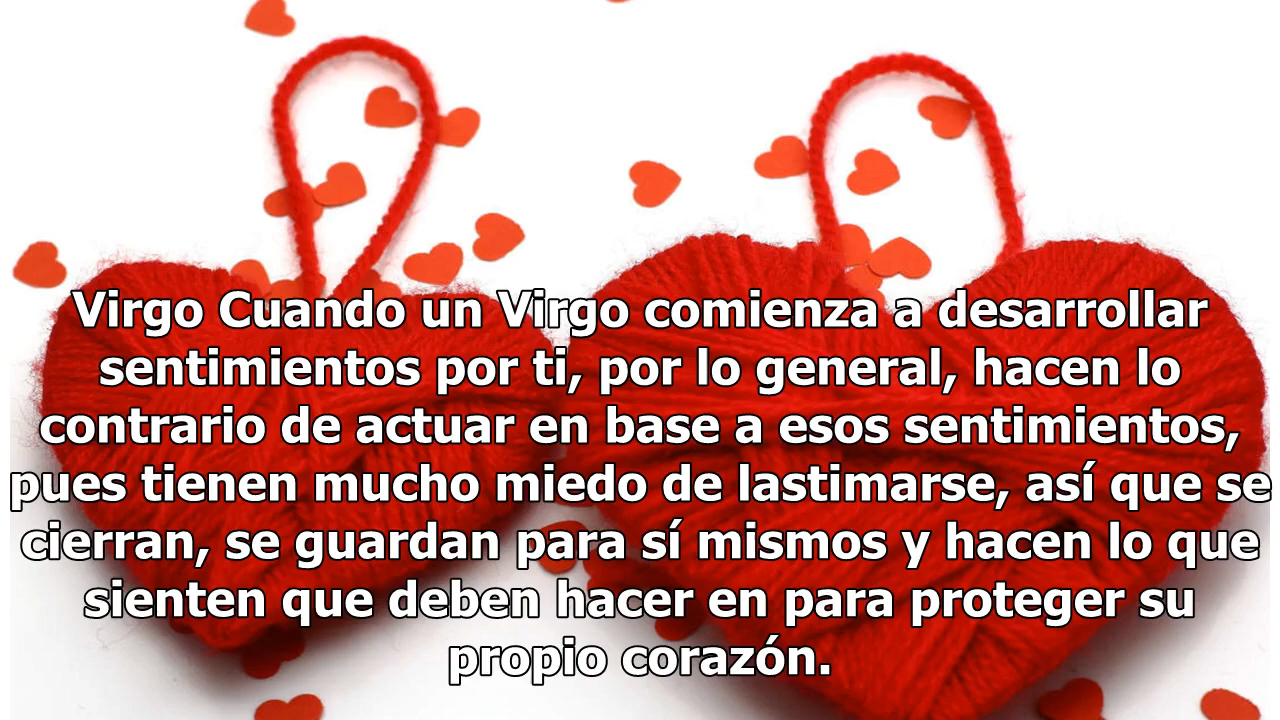 Virgo Cuando un Virgo comienza a desarrollar
sentimientos por ti, por lo general, hacen lo
contrario de actuar en base a esos sentimientos,
pues tienen mucho miedo de lastimarse, así que se
cierran, se guardan para sí mismos y hacen lo que
sienten que deben hacer en para proteger su
propio corazón.